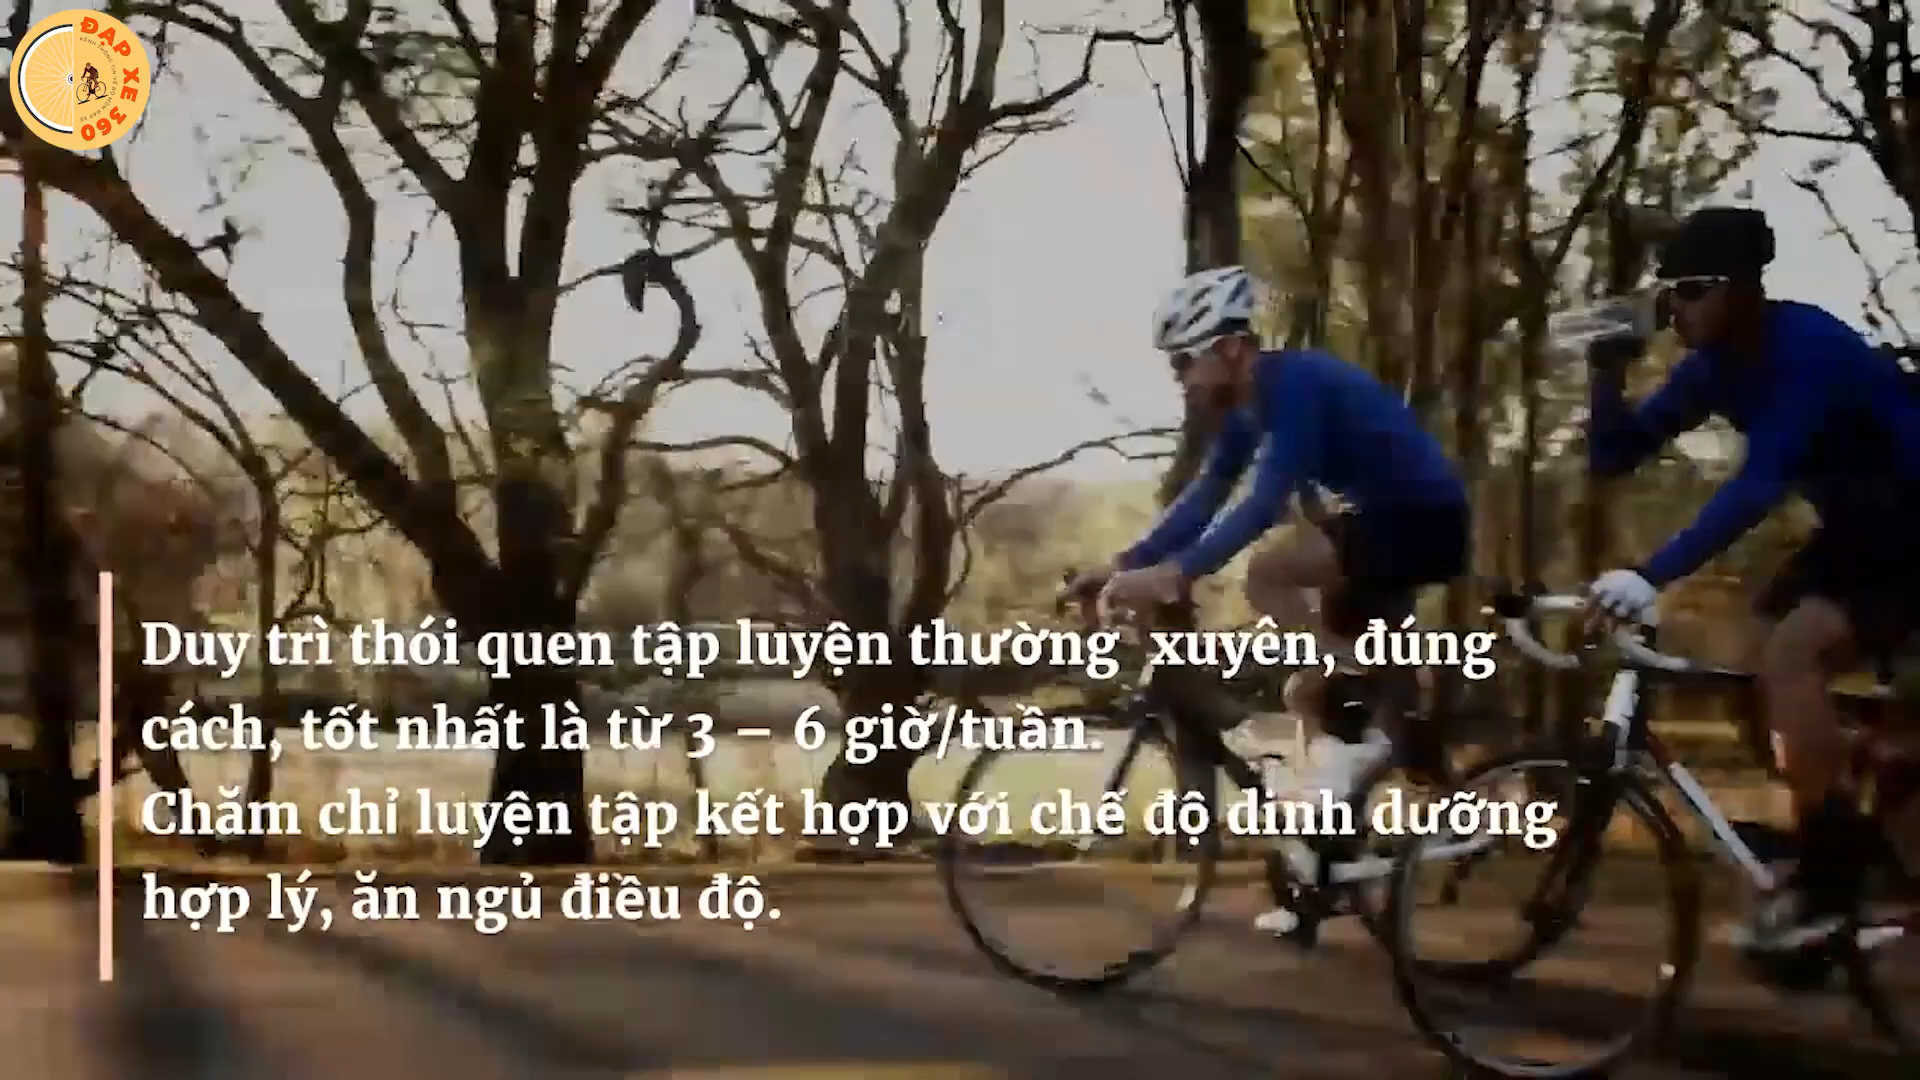 ĐẠP XE 360
Duy trì thói quen tập luyện thường xuyên, đúng
cách, tốt nhất là từ 3 – 6 giờ/tuần.
Chăm chỉ luyện tập kết hợp với chế độ dinh dưỡng
hợp lý, ăn ngủ điều độ.